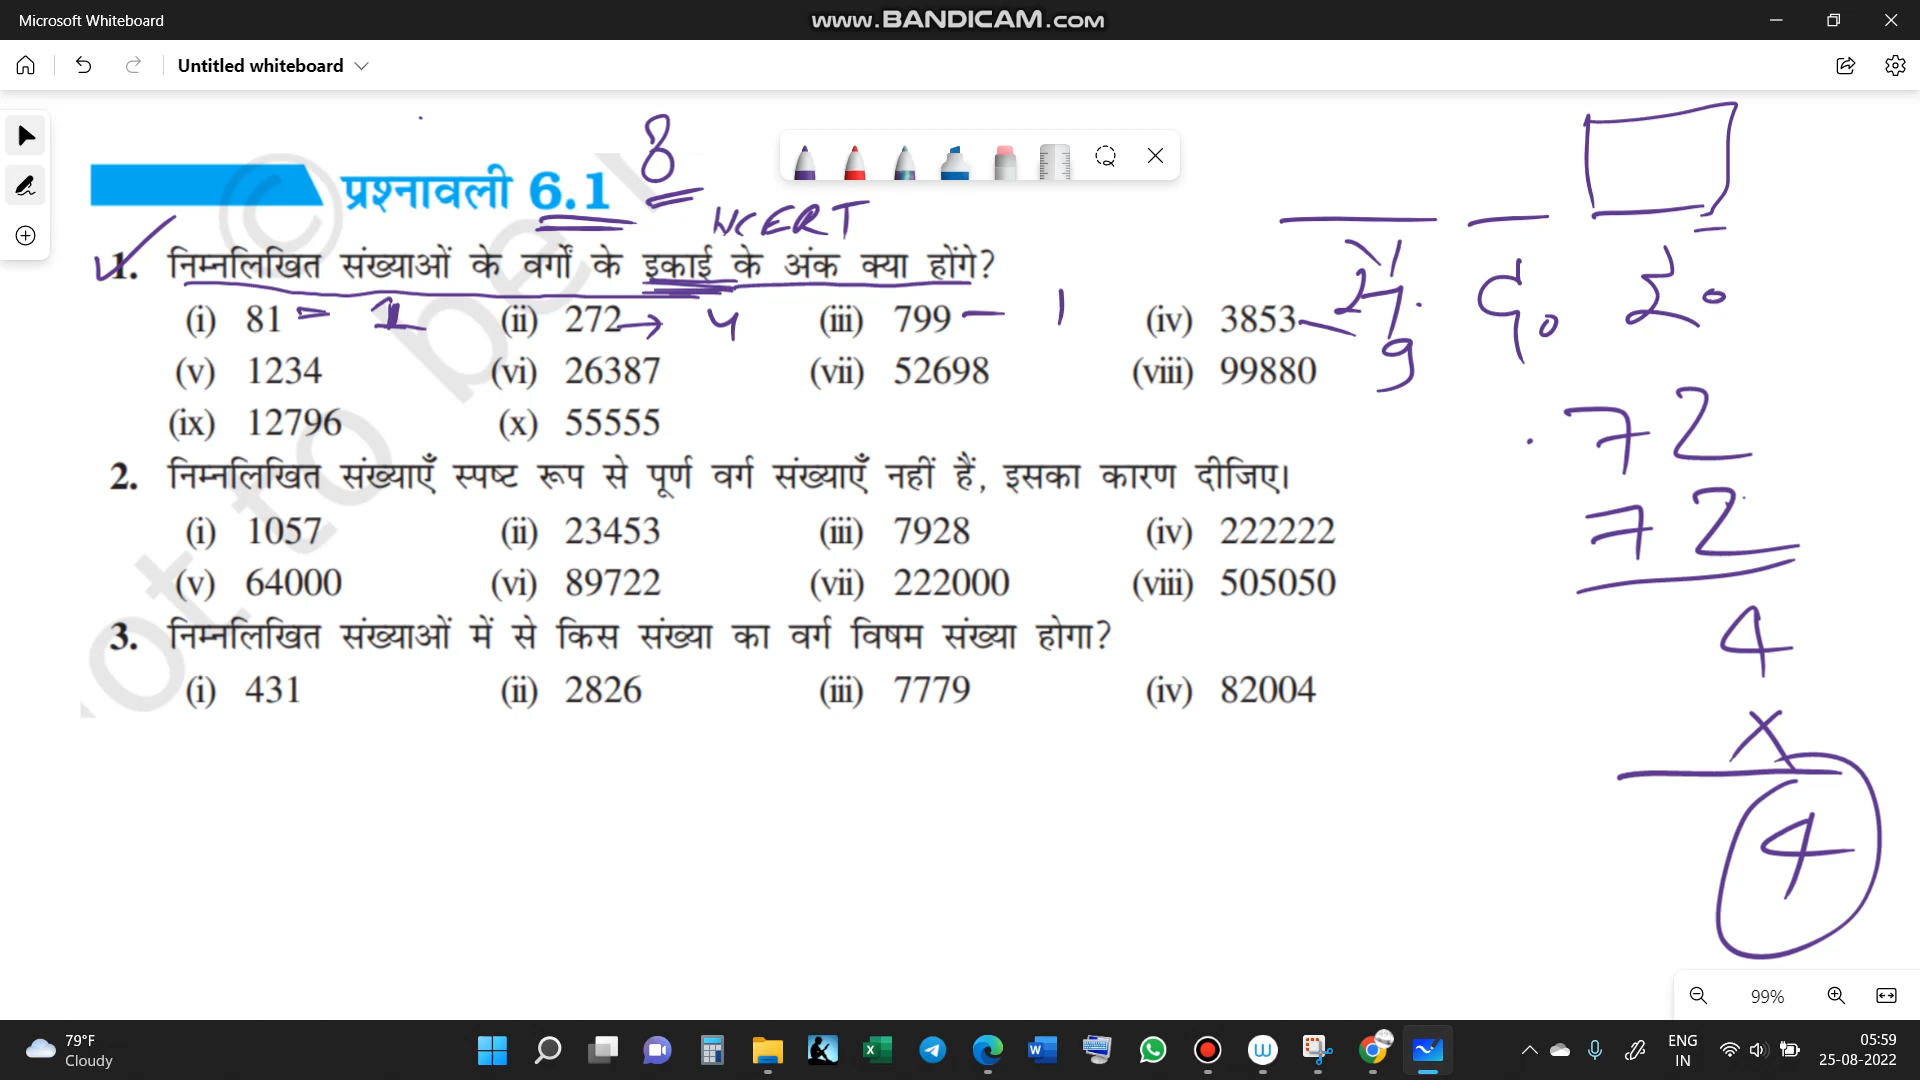 Microsoft Whiteboard
www.BANDICAM.com
Untitled whiteboard
8
प्रश्नावली 6.1
NCERT
1. निम्नलिखित संख्याओं के वर्गों के इकाई के अंक क्या होंगे?
(i) 81 1 (ii) 272 4 (iii) 799 1 (iv) 3853 9
(v) 1234 (vi) 26387 (vii) 52698 (viii) 99880
(ix) 12796 (x) 55555
2. निम्नलिखित संख्याएँ स्पष्ट रूप से पूर्ण वर्ग संख्याएँ नहीं हैं, इसका कारण दीजिए।
(i) 1057 (ii) 23453 (iii) 7928 (iv) 222222
(v) 64000 (vi) 89722 (vii) 222000 (viii) 505050
3. निम्नलिखित संख्याओं में से किस संख्या का वर्ग विषम संख्या होगा?
(i) 431 (ii) 2826 (iii) 7779 (iv) 82004
72
72
4
x
4
© not to be r
99%
79°F
Cloudy
ENG
IN
05:59
25-08-2022